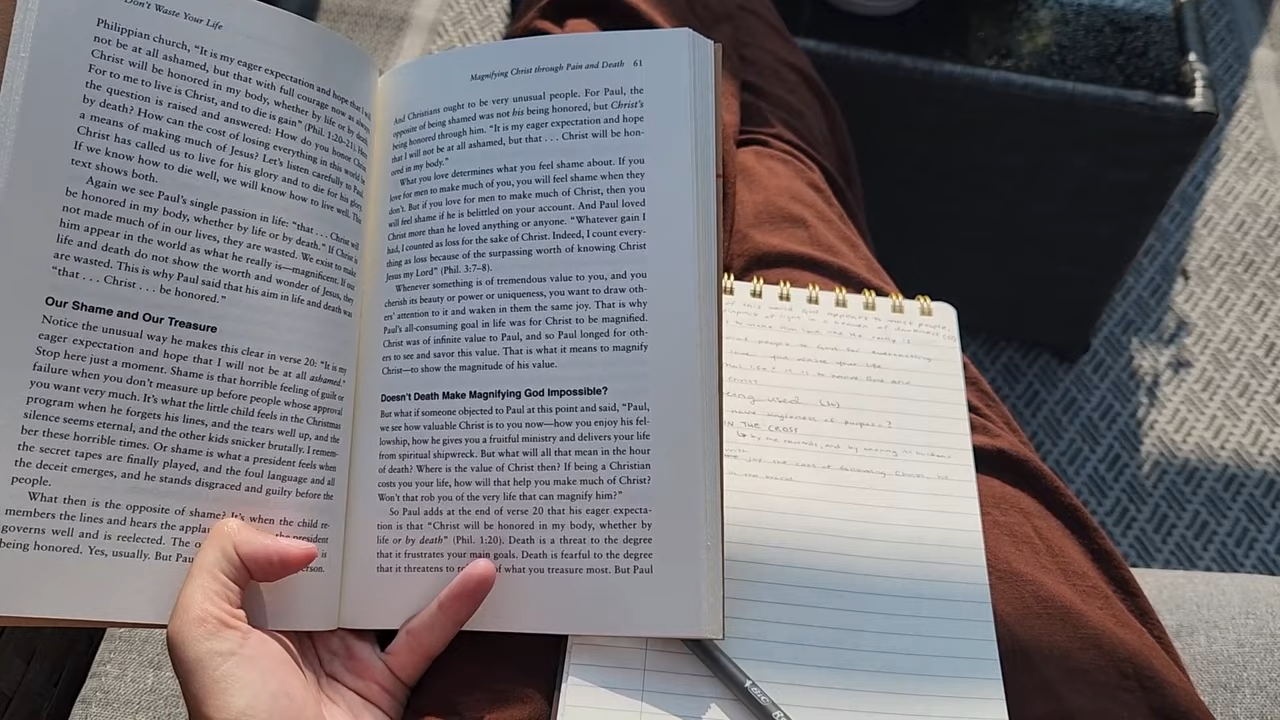 Don't Waste Your Life
Philippian church, "It is my eager expectation and hope that I will
not be at all ashamed, but that with full courage now as always
Christ will be honored in my body, whether by life or by death.
For to me to live is Christ, and to die is gain" (Phil. 1:20-21). Here
the question is raised and answered: How do you honor Christ
by death? How can the cost of losing everything in this world be
a means of making much of Jesus? Let's listen carefully to Paul.
Christ has called us to live for his glory and to die for his glory.
If we know how to die well, we will know how to live well. This
text shows both.
Again we see Paul's single passion in life: "that . . . Christ will
be honored in my body, whether by life or by death." If Christ is
not made much of in our lives, they are wasted. We exist to make
him appear in the world as what he really is—magnificent. If our
life and death do not show the worth and wonder of Jesus, they
are wasted. This is why Paul said that his aim in life and death was
"that . . . Christ . . . be honored."
Our Shame and Our Treasure
Notice the unusual way he makes this clear in verse 20: "It is my
eager expectation and hope that I will not be at all ashamed."
Stop here just a moment. Shame is that horrible feeling of guilt or
failure when you don't measure up before people whose approval
you want very much. It's what the little child feels in the Christmas
program when he forgets his lines, and the tears well up, and the
silence seems eternal, and the other kids snicker brutally. I remem-
ber these horrible times. Or shame is what a president feels when
the secret tapes are finally played, and the foul language and all
the deceit emerges, and he stands disgraced and guilty before the
people.
What then is the opposite of shame? It's when the child re-
members the lines and hears the president
governs well and is reelected. The is
being honored. Yes, usually. But Paul
Magnifying Christ through Pain and Death 61
And Christians ought to be very unusual people. For Paul, the
opposite of being shamed was not his being honored, but Christ's
being honored through him. "It is my eager expectation and hope
that I will not be at all ashamed, but that . . . Christ will be hon-
ored in my body."
What you love determines what you feel shame about. If you
love for men to make much of you, you will feel shame when they
don't. But if you love for men to make much of Christ, then you
will feel shame if he is belittled on your account. And Paul loved
Christ more than he loved anything or anyone. "Whatever gain I
had, I counted as loss for the sake of Christ. Indeed, I count every-
thing as loss because of the surpassing worth of knowing Christ
Jesus my Lord" (Phil. 3:7–8).
Whenever something is of tremendous value to you, and you
cherish its beauty or power or uniqueness, you want to draw oth-
ers' attention to it and waken in them the same joy. That is why
Paul's all-consuming goal in life was for Christ to be magnified.
Christ was of infinite value to Paul, and so Paul longed for oth-
ers to see and savor this value. That is what it means to magnify
Christ—to show the magnitude of his value.
Doesn't Death Make Magnifying God Impossible?
But what if someone objected to Paul at this point and said, "Paul,
we see how valuable Christ is to you now—how you enjoy his fel-
lowship, how he gives you a fruitful ministry and delivers your life
from spiritual shipwreck. But what will all that mean in the hour
of death? Where is the value of Christ then? If being a Christian
costs you your life, how will that help you make much of Christ?
Won't that rob you of the very life that can magnify him?"
So Paul adds at the end of verse 20 that his eager expecta-
tion is that "Christ will be honored in my body, whether by
life or by death" (Phil. 1:20). Death is a threat to the degree
that it frustrates your main goals. Death is fearful to the degree
that it threatens to of what you treasure most. But Paul
of this world God appears to most people,
IN THE CROSS
BIC